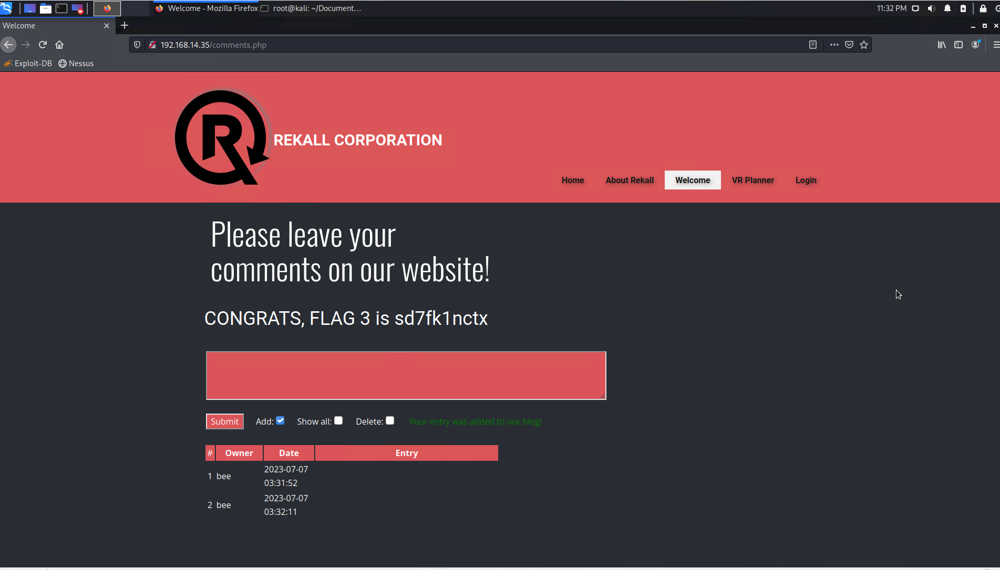 Welcome - Mozilla Firefox
root@kali: ~/Document...
11:32 PM
Welcome
192.168.14.35/comments.php
Exploit-DB
Nessus
R
REKALL CORPORATION
Home
About Rekall
Welcome
VR Planner
Login
Please leave your
comments on our website!
CONGRATS, FLAG 3 is sd7fk1nctx
Submit
Add:
Show all:
Delete:
Your entry was added to our blog!
# Owner Date Entry
1 bee 2023-07-07
03:31:52
2 bee 2023-07-07
03:32:11